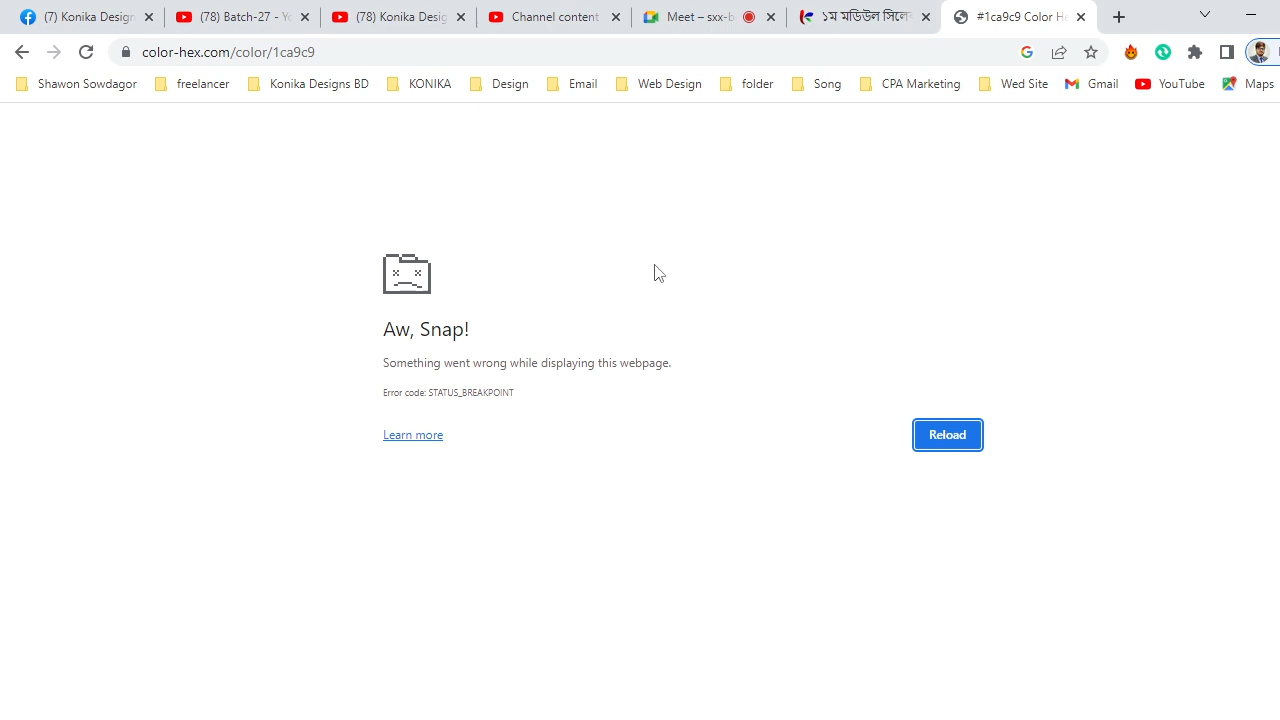 (7) Konika Design
(78) Batch-27 - Yo
(78) Konika Desig
Channel content
Meet – sxx
১ম মডিউল সিলেব
#1ca9c9 Color He
color-hex.com/color/1ca9c9
Shawon Sowdagor
freelancer
Konika Designs BD
KONIKA
Design
Email
Web Design
folder
Song
CPA Marketing
Wed Site
Gmail
YouTube
Maps
Aw, Snap!
Something went wrong while displaying this webpage.
Error code: STATUS_BREAKPOINT
Learn more
Reload